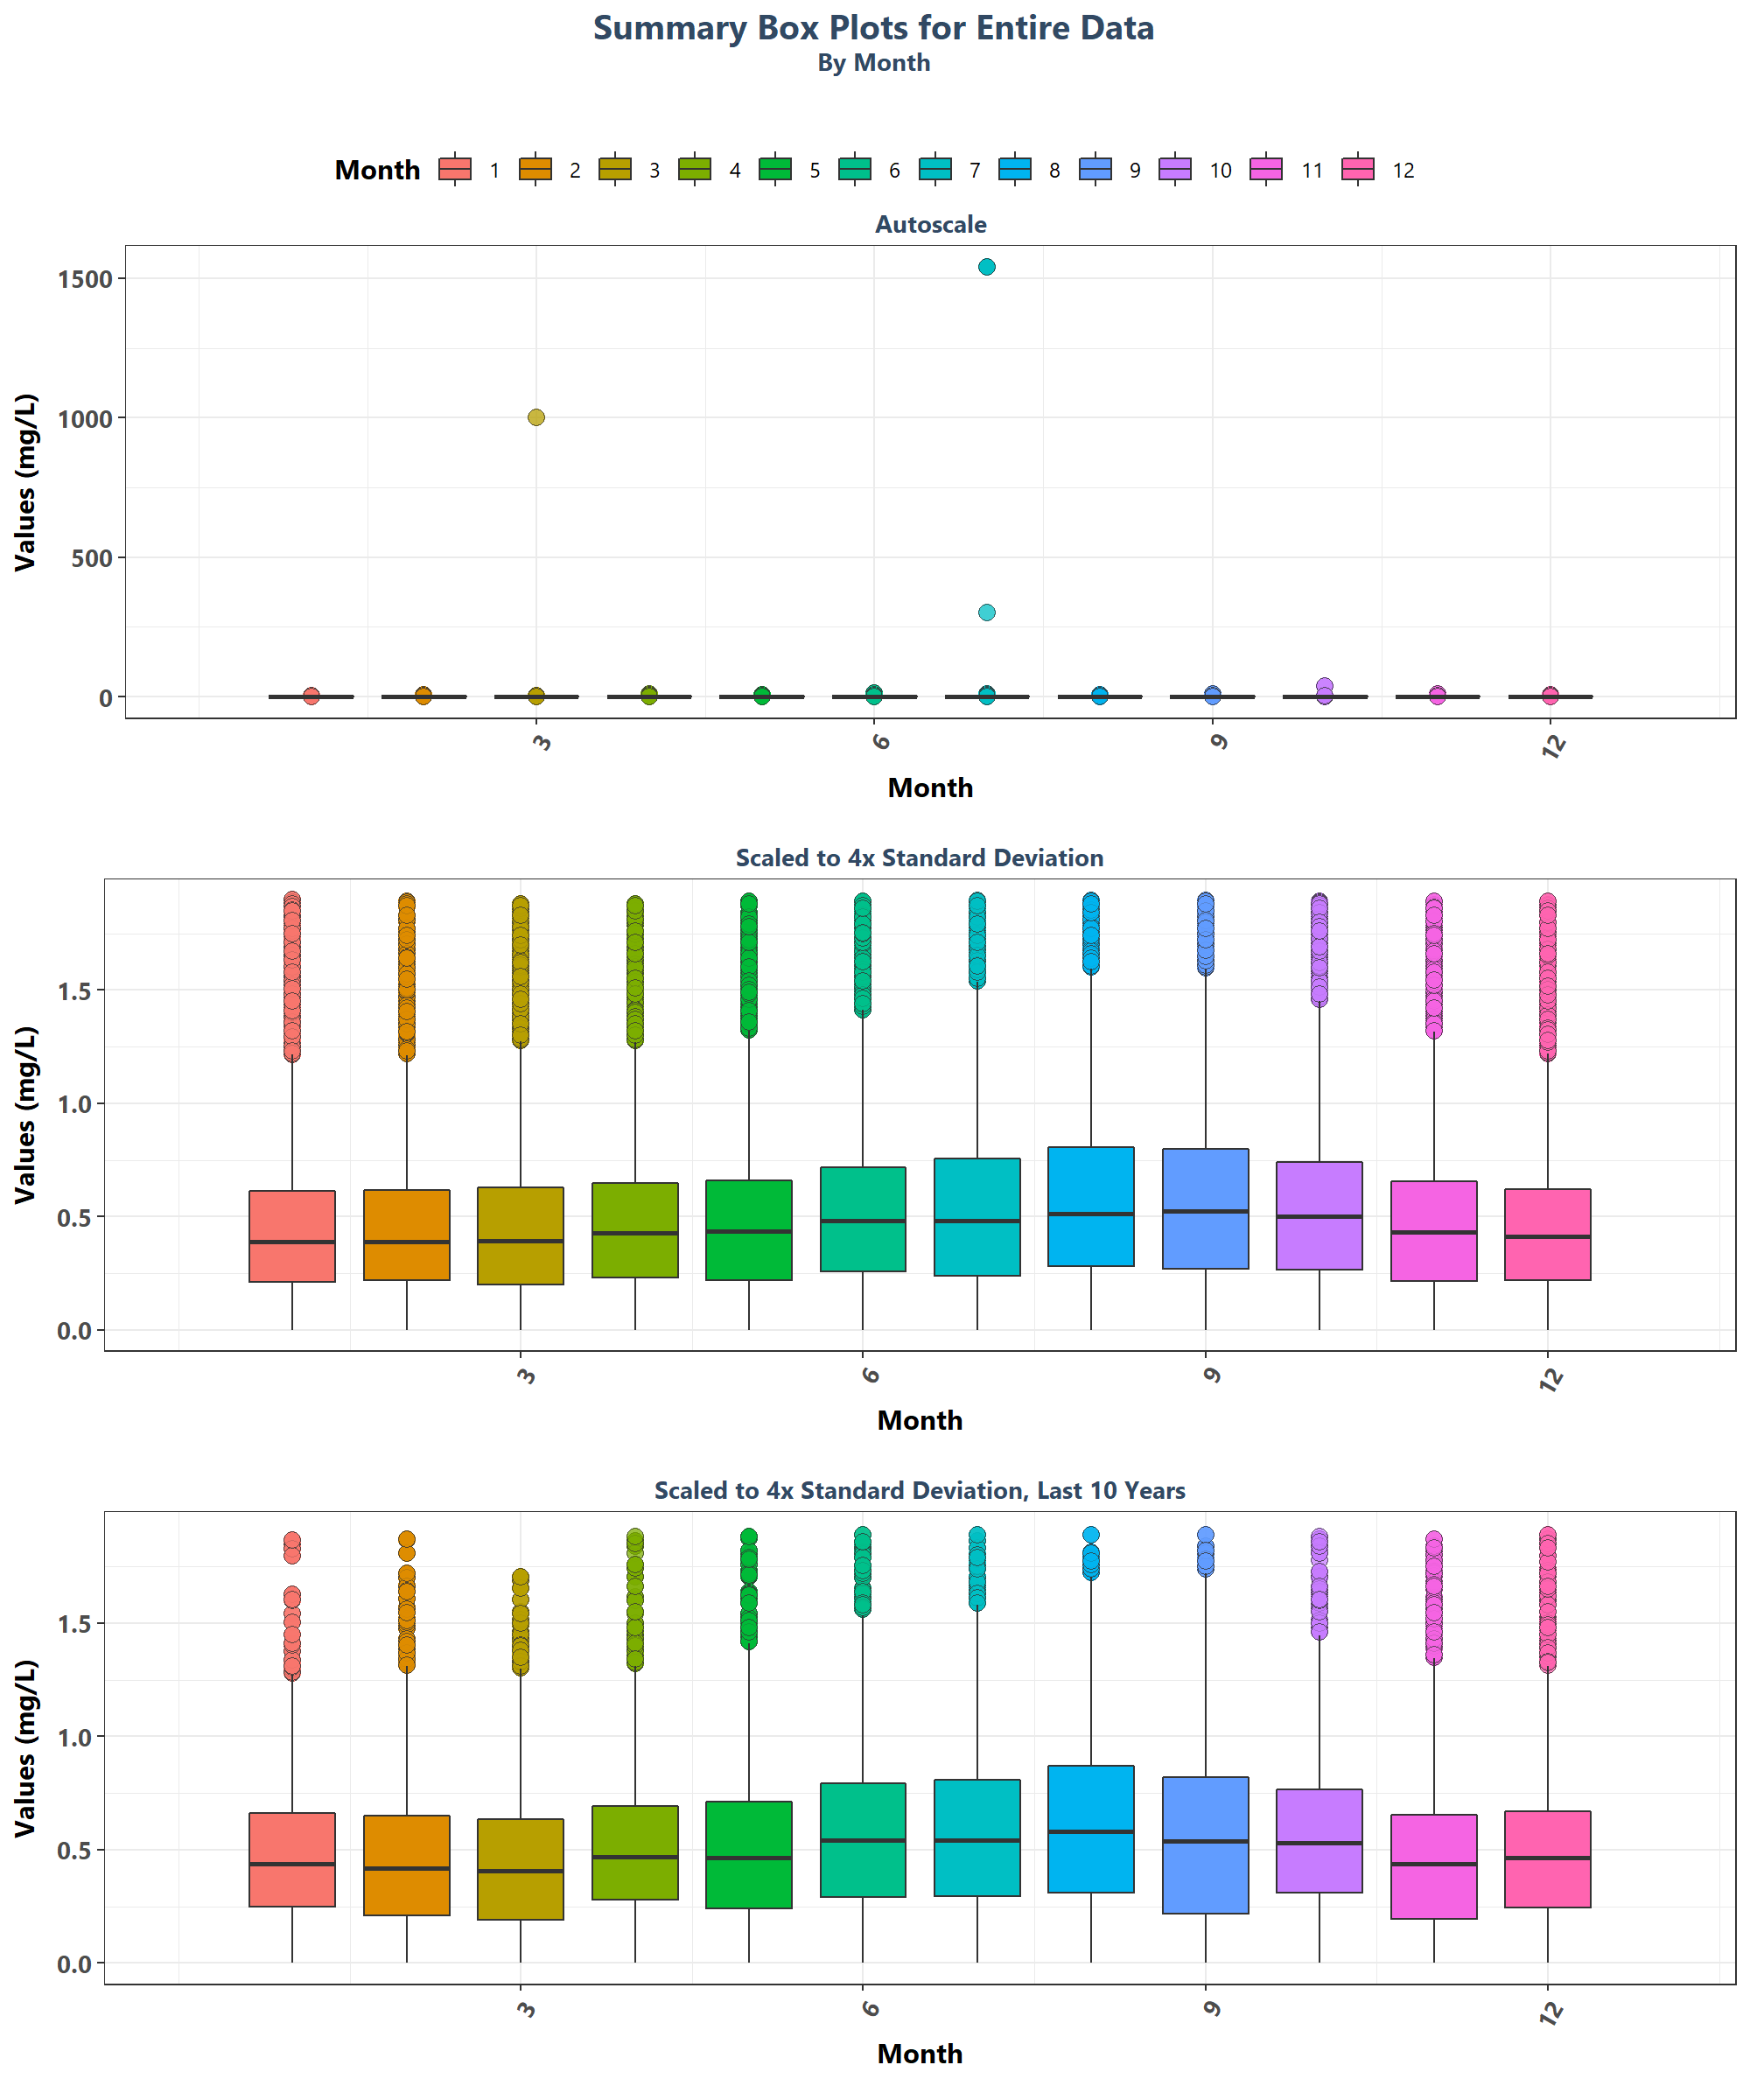 Summary Box Plots for Entire Data
By Month
Month 1 2 3 4 5 6 7 8 9 10 11 12
Autoscale
Values (mg/L)
1500
1000
500
0
3 6 9 12
Month
Scaled to 4x Standard Deviation
Values (mg/L)
1.5
1.0
0.5
0.0
3 6 9 12
Month
Scaled to 4x Standard Deviation, Last 10 Years
Values (mg/L)
1.5
1.0
0.5
0.0
3 6 9 12
Month